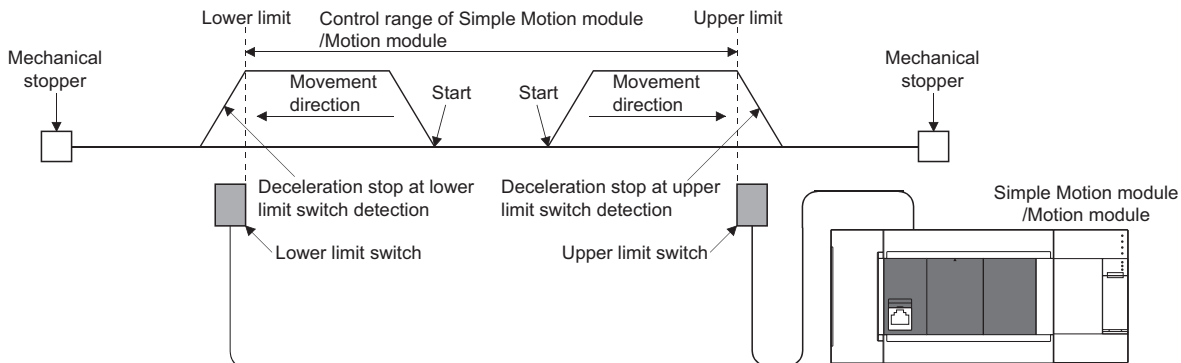 Lower limit
Control range of Simple Motion module
/Motion module
Upper limit
Mechanical
stopper
Movement
direction
Start
Start
Movement
direction
Mechanical
stopper
Deceleration stop at lower
limit switch detection
Deceleration stop at upper
limit switch detection
Simple Motion module
/Motion module
Lower limit switch
Upper limit switch